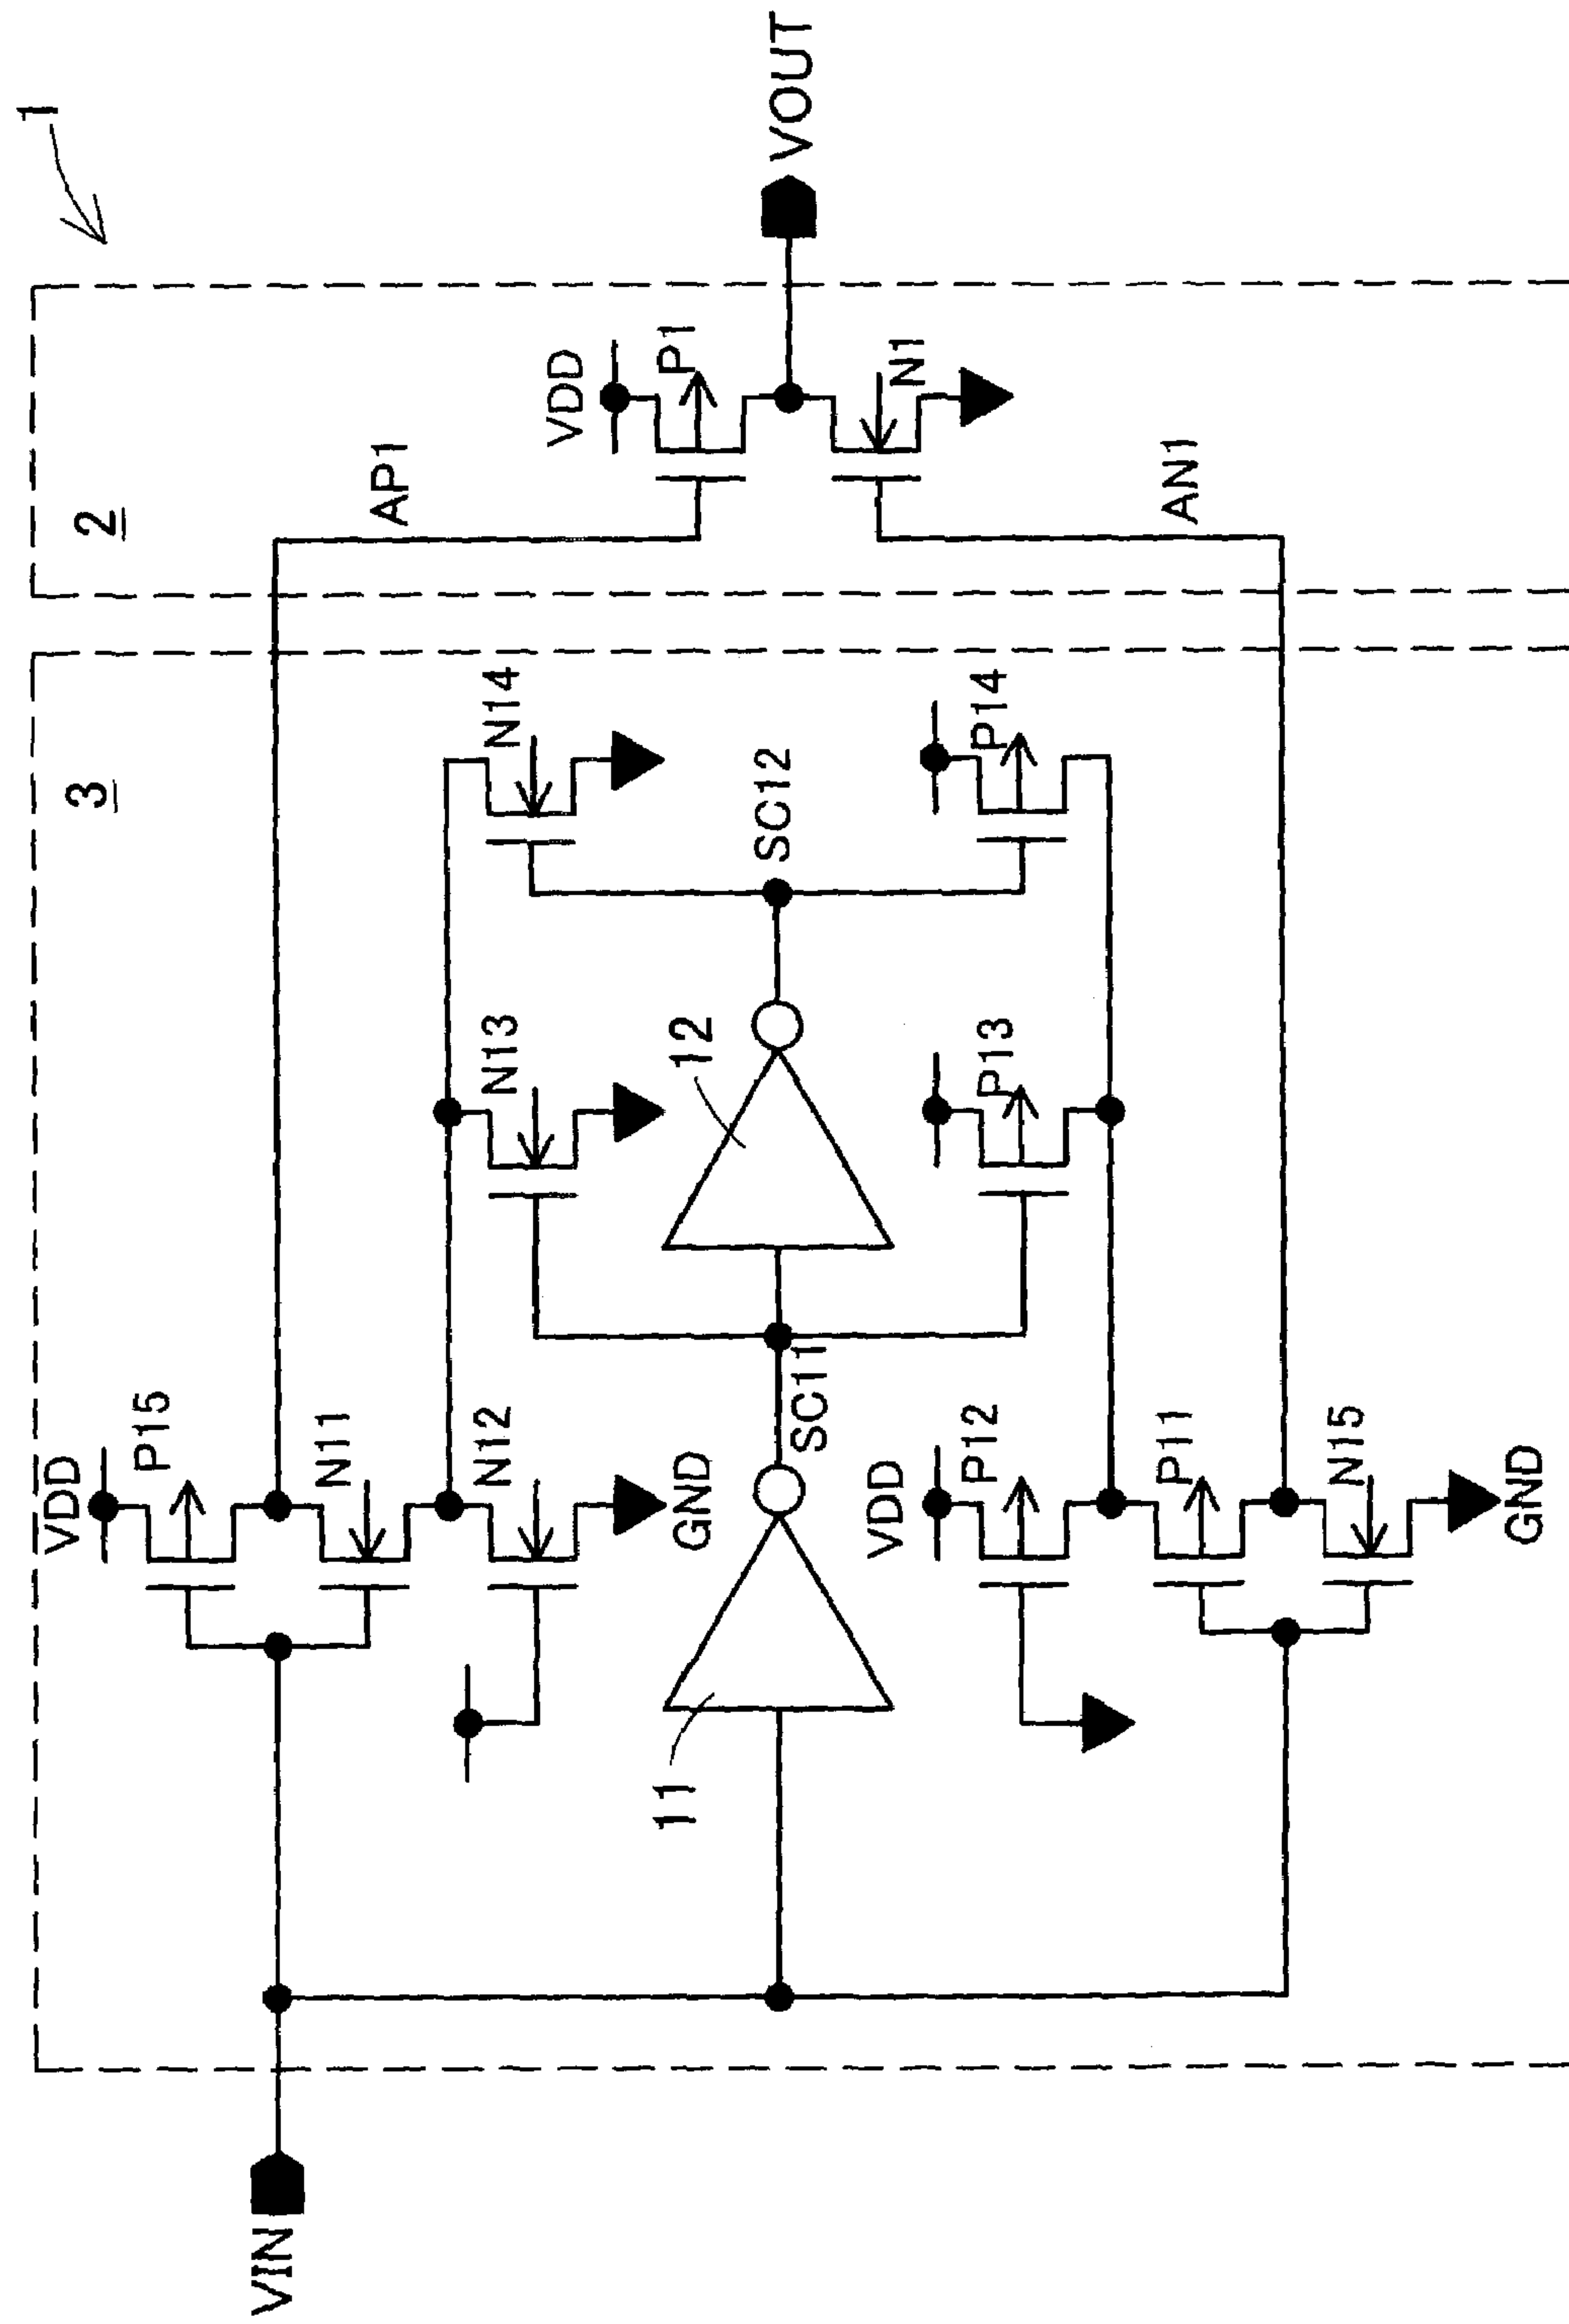 1
2
3
VIN
VOUT
AP1
AN1
VDD
P1
N1
VDD
P15
N11
N12
GND
N13
N14
11
SC11
12
SC12
VDD
P12
P13
P14
P11
N15
GND